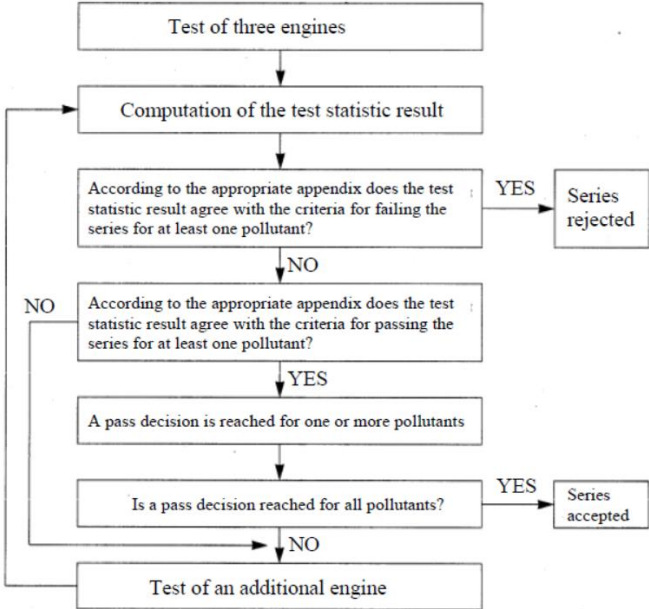 Test of three engines
Computation of the test statistic result
According to the appropriate appendix does the test
statistic result agree with the criteria for failing the
series for at least one pollutant?
YES
Series
rejected
NO
According to the appropriate appendix does the test
statistic result agree with the criteria for passing the
series for at least one pollutant?
NO
YES
A pass decision is reached for one or more pollutants
Is a pass decision reached for all pollutants?
YES
Series
accepted
NO
Test of an additional engine